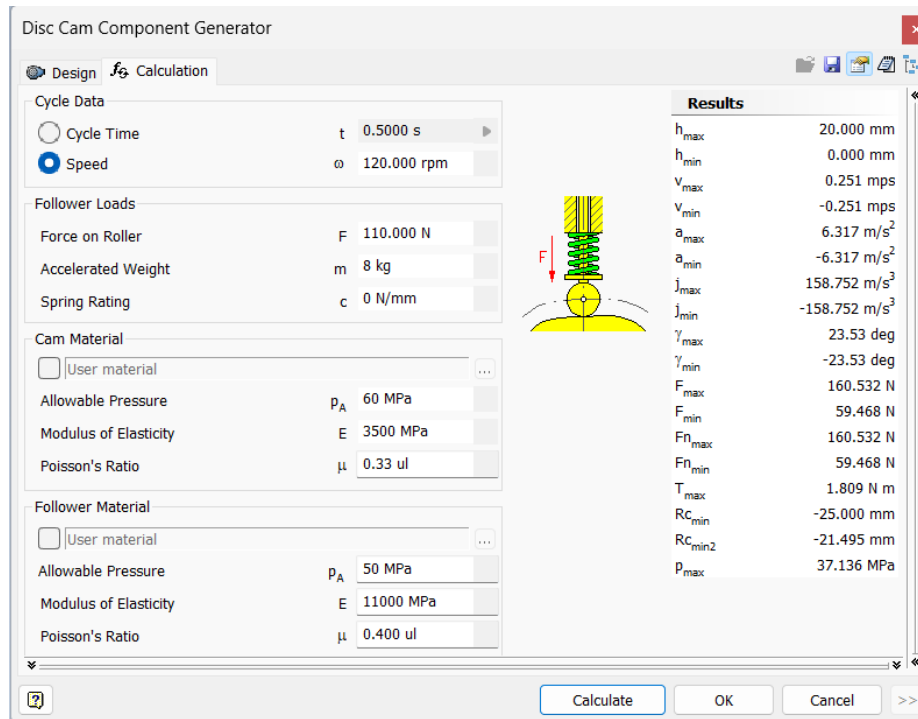 Disc Cam Component Generator
Design
Calculation
Cycle Data
Cycle Time t 0.5000 s
Speed ω 120.000 rpm
Follower Loads
Force on Roller F 110.000 N
Accelerated Weight m 8 kg
Spring Rating c 0 N/mm
Cam Material
User material ...
Allowable Pressure pA 60 MPa
Modulus of Elasticity E 3500 MPa
Poisson's Ratio μ 0.33 ul
Follower Material
User material ...
Allowable Pressure pA 50 MPa
Modulus of Elasticity E 11000 MPa
Poisson's Ratio μ 0.400 ul
F
Results
hmax 20.000 mm
hmin 0.000 mm
vmax 0.251 mps
vmin -0.251 mps
amax 6.317 m/s²
amin -6.317 m/s²
jmax 158.752 m/s³
jmin -158.752 m/s³
γmax 23.53 deg
γmin -23.53 deg
Fmax 160.532 N
Fmin 59.468 N
Fnmax 160.532 N
Fnmin 59.468 N
Tmax 1.809 N m
Rcmin -25.000 mm
Rcmin2 -21.495 mm
pmax 37.136 MPa
? Calculate OK Cancel >>